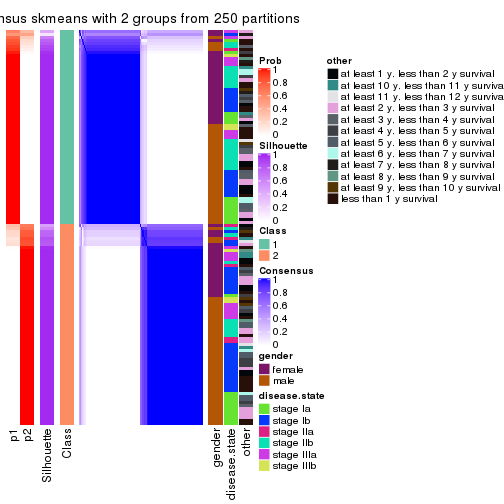 nsus skmeans with 2 groups from 250 partitions
Prob
1
0.8
0.6
0.4
0.2
0
Silhouette
1
0.8
0.6
0.4
0.2
0
Class
1
2
Consensus
1
0.8
0.6
0.4
0.2
0
gender
female
male
disease.state
stage Ia
stage Ib
stage IIa
stage IIb
stage IIIa
stage IIIb
other
at least 1 y. less than 2 y survival
at least 10 y. less than 11 y surviva
at least 11 y. less than 12 y surviva
at least 2 y. less than 3 y survival
at least 3 y. less than 4 y survival
at least 4 y. less than 5 y survival
at least 5 y. less than 6 y survival
at least 6 y. less than 7 y survival
at least 7 y. less than 8 y survival
at least 8 y. less than 9 y survival
at least 9 y. less than 10 y survival
less than 1 y survival
p1
p2
Silhouette
Class
gender
disease.state
other